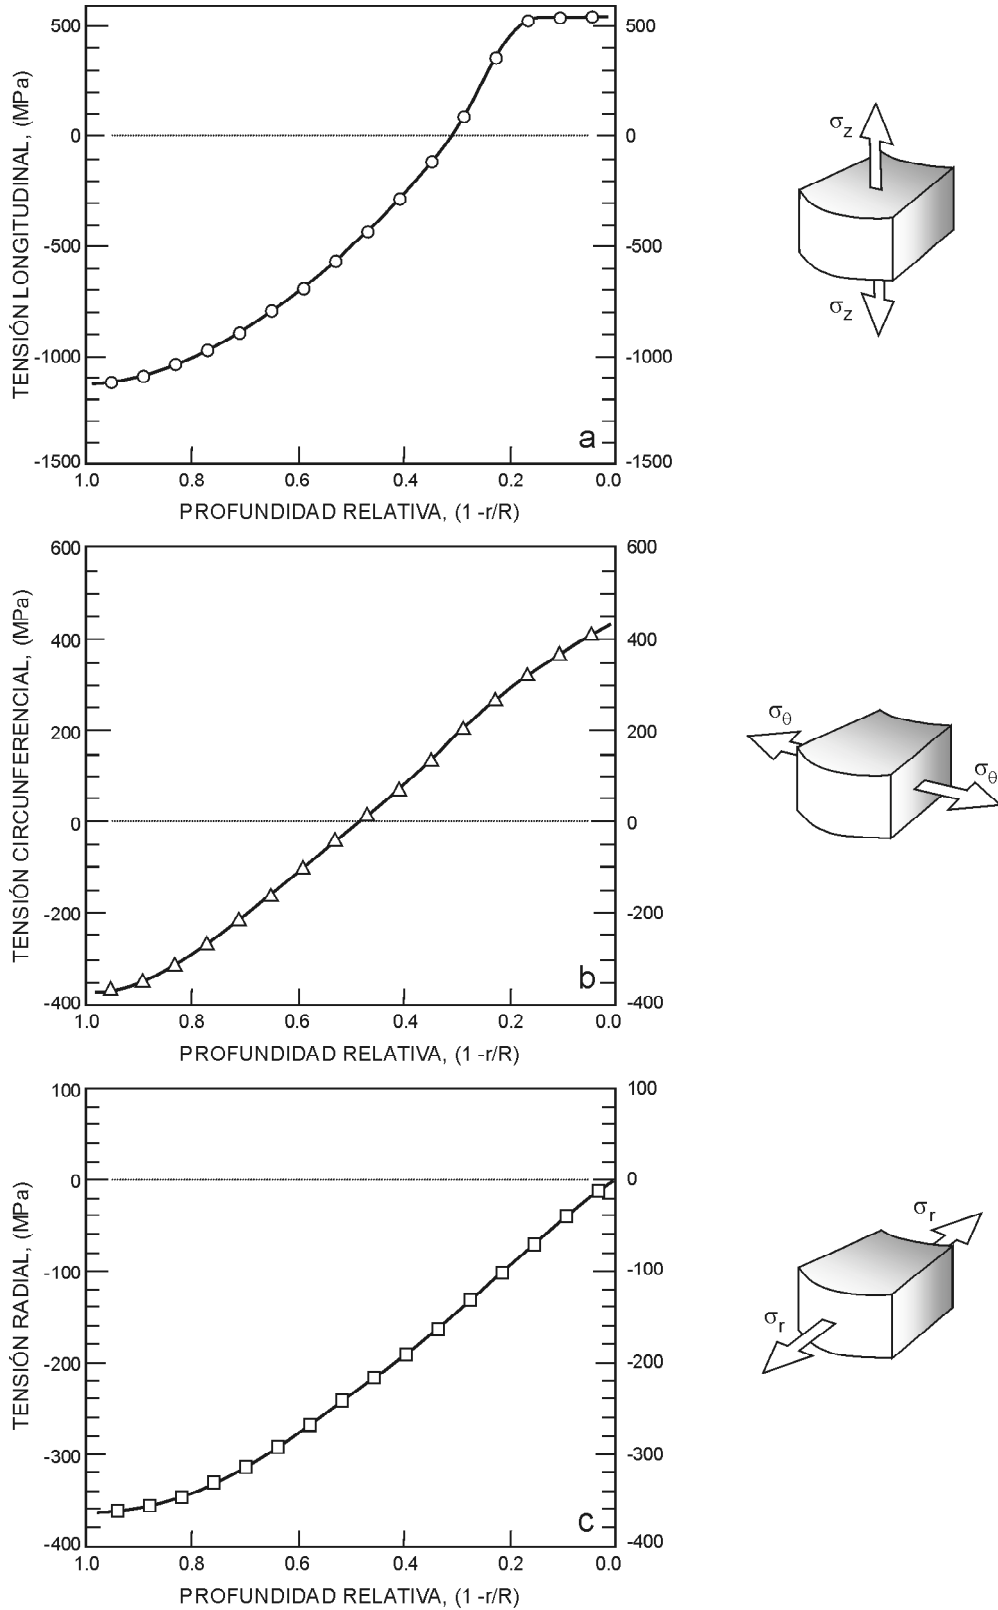 500
0
-500
-1000
-1500
TENSIÓN LONGITUDINAL, (MPa)
500
0
-500
-1000
-1500
a
1.0 0.8 0.6 0.4 0.2 0.0
PROFUNDIDAD RELATIVA, (1 -r/R)
σz
σz
600
400
200
0
-200
-400
TENSIÓN CIRCUNFERENCIAL, (MPa)
600
400
200
0
-200
-400
b
1.0 0.8 0.6 0.4 0.2 0.0
PROFUNDIDAD RELATIVA, (1 -r/R)
σθ
σθ
100
0
-100
-200
-300
-400
TENSIÓN RADIAL, (MPa)
100
0
-100
-200
-300
-400
c
1.0 0.8 0.6 0.4 0.2 0.0
PROFUNDIDAD RELATIVA, (1 -r/R)
σr
σr